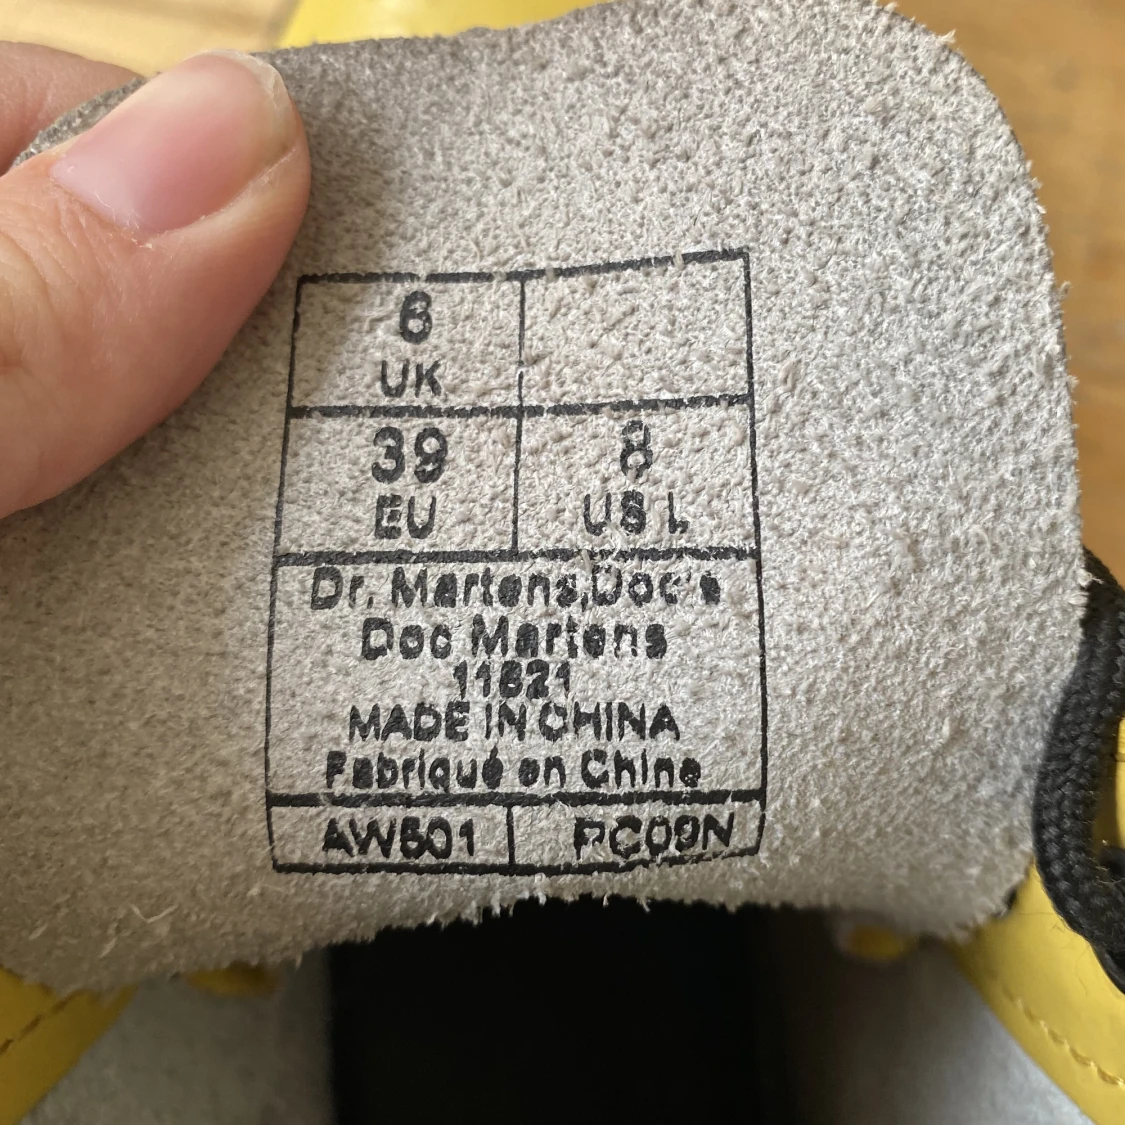 6
UK
39
EU
8
US L
Dr. Martens,Doc's
Doc Martens
11821
MADE IN CHINA
Fabriqué en Chine
AW501
PC09N